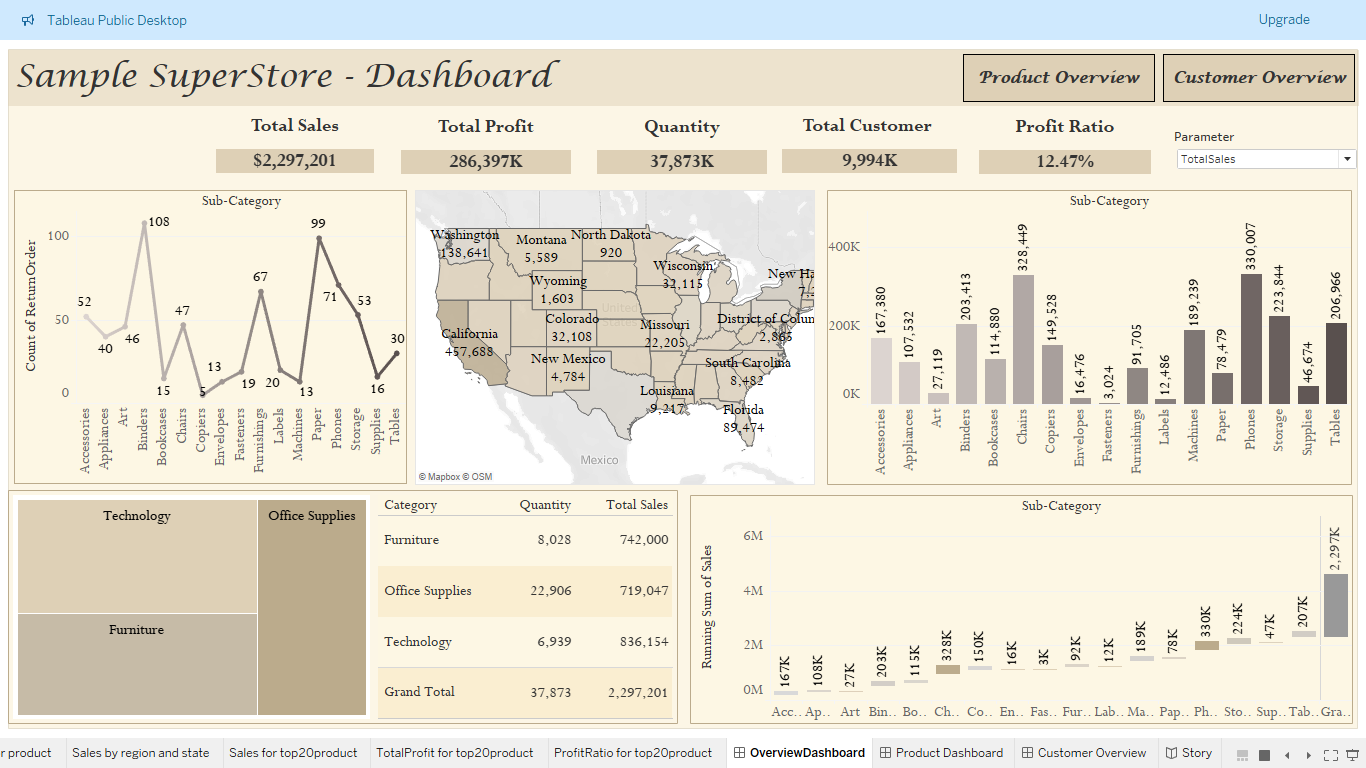 Tableau Public Desktop
Upgrade
Sample SuperStore - Dashboard
Product Overview
Customer Overview
Total Sales
Total Profit
Quantity
Total Customer
Profit Ratio
$2,297,201
286,397K
37,873K
9,994K
12.47%
Parameter
TotalSales
Sub-Category
Count of ReturnOrder
100
50
0
52
40
46
108
15
47
5
13
19
67
20
13
99
71
53
16
30
Accessories
Appliances
Art
Binders
Bookcases
Chairs
Copiers
Envelopes
Fasteners
Furnishings
Labels
Machines
Paper
Phones
Storage
Supplies
Tables
Washington
138,641
Montana
5,589
North Dakota
920
Wisconsin
32,115
Wyoming
1,603
New Ha
United
States
California
457,688
Colorado
32,108
Missouri
22,205
District of Colun
2,865
New Mexico
4,784
South Carolina
8,482
Louisiana
9,217
Florida
89,474
Mexico
© Mapbox © OSM
Sub-Category
400K
200K
0K
167,380
107,532
27,119
203,413
114,880
328,449
149,528
16,476
3,024
91,705
12,486
189,239
78,479
330,007
223,844
46,674
206,966
Accessories
Appliances
Art
Binders
Bookcases
Chairs
Copiers
Envelopes
Fasteners
Furnishings
Labels
Machines
Paper
Phones
Storage
Supplies
Tables
Technology
Office Supplies
Furniture
Category Quantity Total Sales
Furniture 8,028 742,000
Office Supplies 22,906 719,047
Technology 6,939 836,154
Grand Total 37,873 2,297,201
Sub-Category
Running Sum of Sales
6M
4M
2M
0M
167K
108K
27K
203K
115K
328K
150K
16K
3K
92K
12K
189K
78K
330K
224K
47K
207K
2,297K
Acc.. Ap.. Art Bin.. Bo.. Ch.. Co.. En.. Fas.. Fur.. Lab.. Ma.. Pap.. Ph.. Sto.. Sup.. Tab.. Gra..
r product
Sales by region and state
Sales for top20product
TotalProfit for top20product
ProfitRatio for top20product
OverviewDashboard
Product Dashboard
Customer Overview
Story